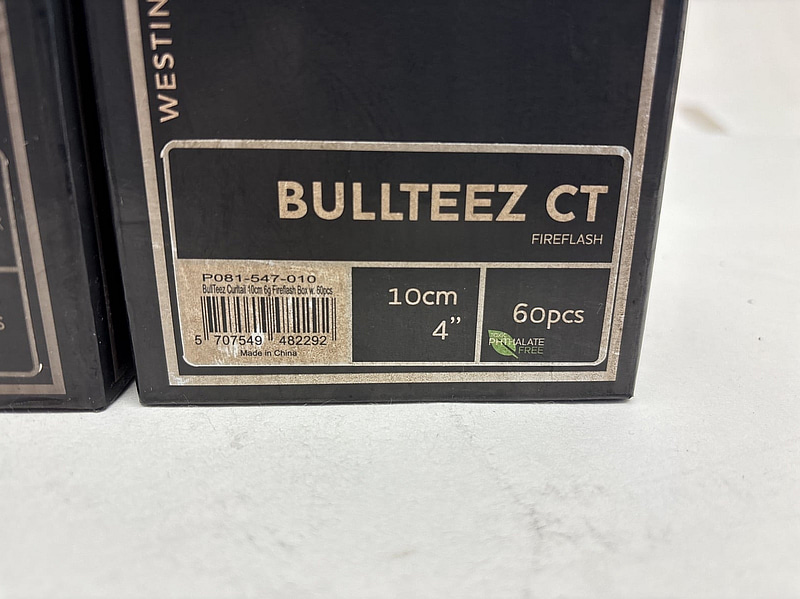 WESTIN
BULLTEEZ CT
FIREFLASH
P081-547-010
BullTeez Curltail 10cm 6g Fireflash Box w. 60pcs
5 707549 482292
Made in China
10cm
4”
60pcs
PHTHALATE
FREE